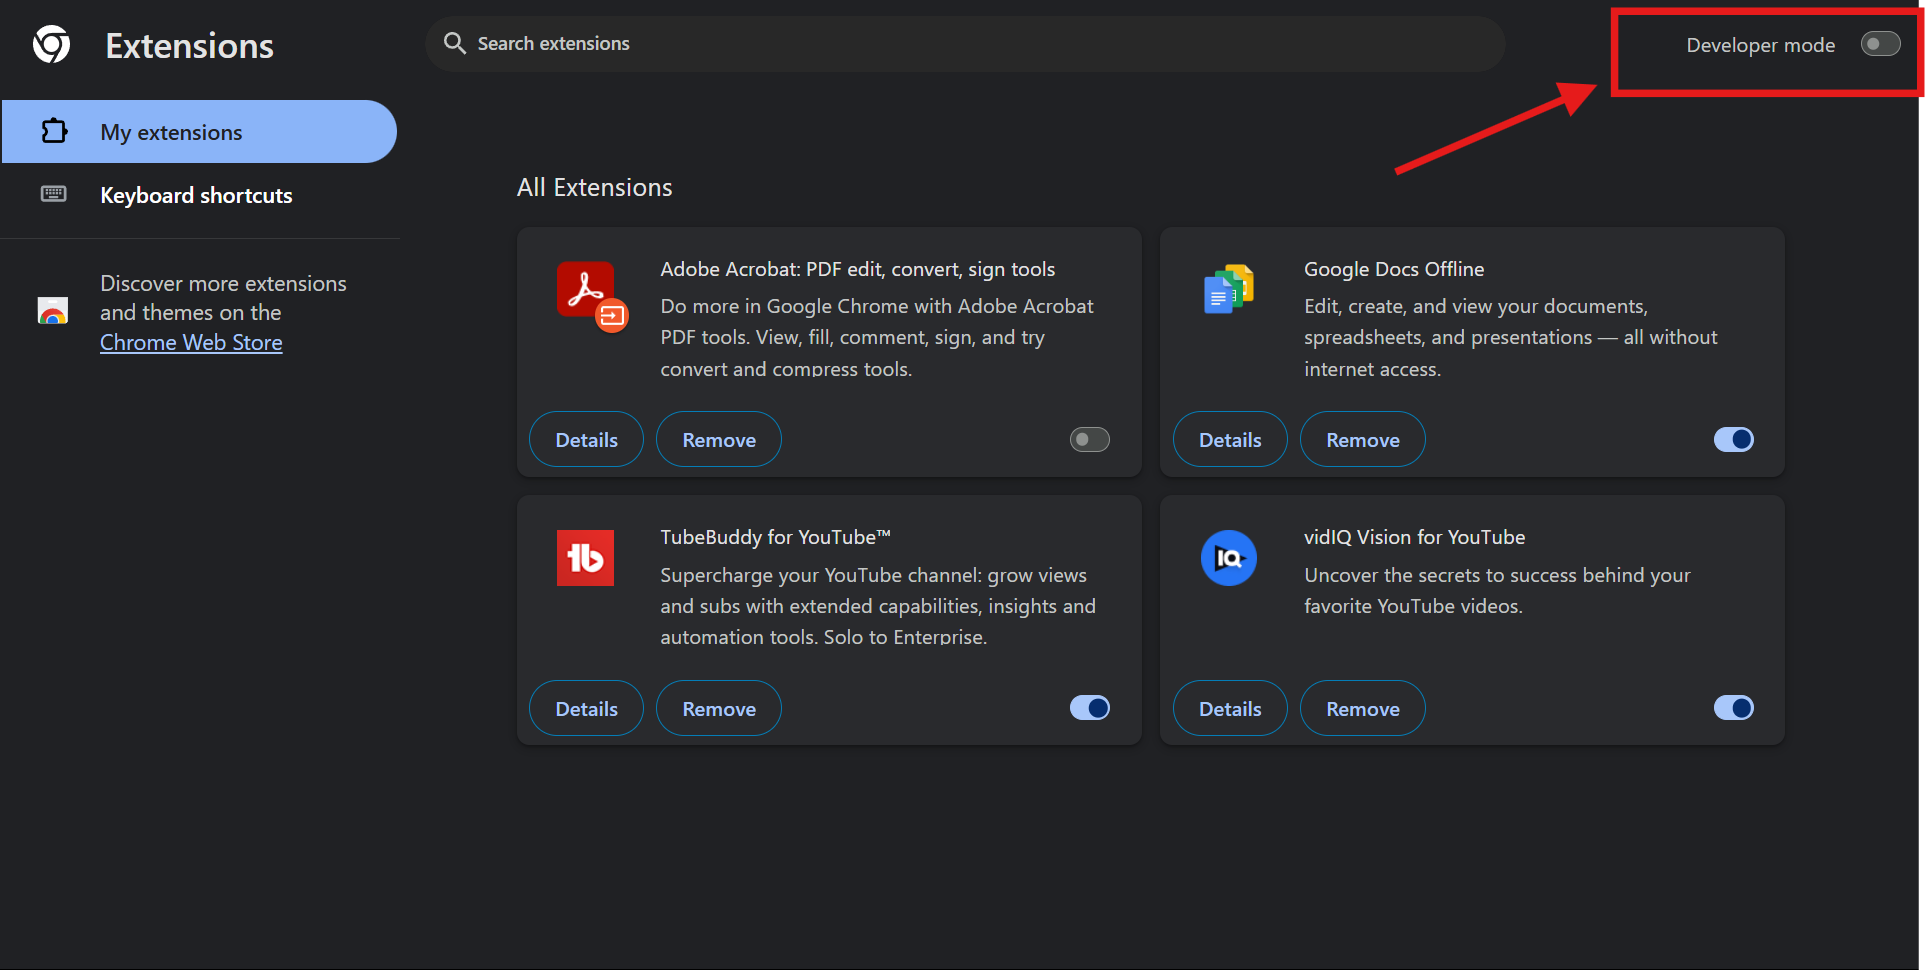 Extensions
Search extensions
Developer mode
My extensions
Keyboard shortcuts
Discover more extensions
and themes on the
Chrome Web Store
All Extensions
Adobe Acrobat: PDF edit, convert, sign tools
Do more in Google Chrome with Adobe Acrobat
PDF tools. View, fill, comment, sign, and try
convert and compress tools.
Details
Remove
Google Docs Offline
Edit, create, and view your documents,
spreadsheets, and presentations — all without
internet access.
Details
Remove
tb
TubeBuddy for YouTube™
Supercharge your YouTube channel: grow views
and subs with extended capabilities, insights and
automation tools. Solo to Enterprise.
Details
Remove
IQ
vidIQ Vision for YouTube
Uncover the secrets to success behind your
favorite YouTube videos.
Details
Remove